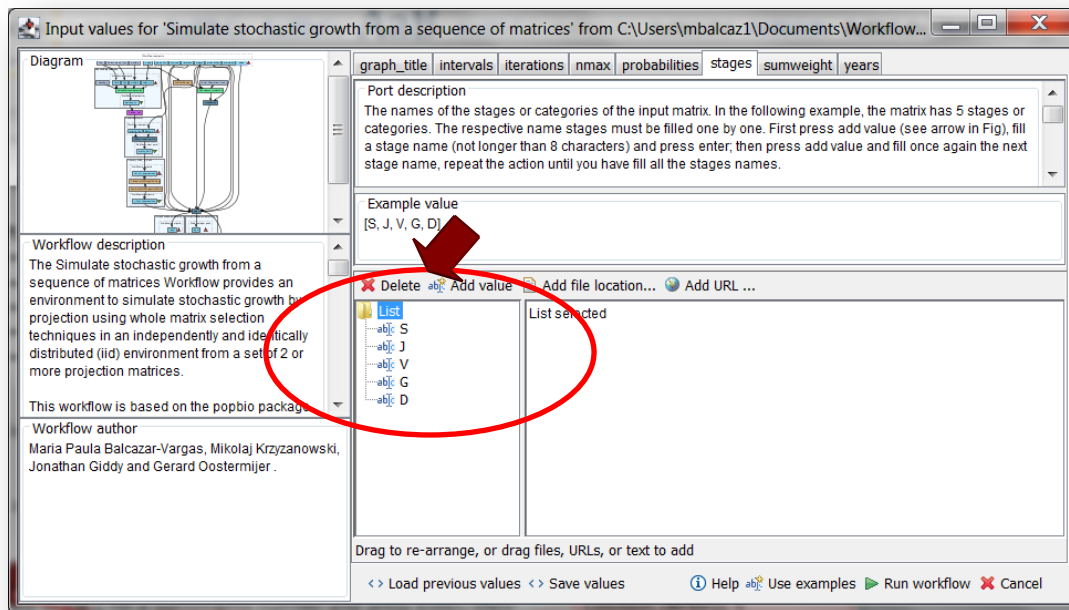 Input values for 'Simulate stochastic growth from a sequence of matrices' from C:\Users\mbalcaz1\Documents\Workflow...
Diagram
graph_title intervals iterations nmax probabilities stages sumweight years
Port description
The names of the stages or categories of the input matrix. In the following example, the matrix has 5 stages or
categories. The respective name stages must be filled one by one. First press add value (see arrow in Fig), fill
a stage name (not longer than 8 characters) and press enter; then press add value and fill once again the next
stage name, repeat the action until you have fill all the stages names.
Example value
[S, J, V, G, D]
Workflow description
The Simulate stochastic growth from a
sequence of matrices Workflow provides an
environment to simulate stochastic growth by
projection using whole matrix selection
techniques in an independently and identically
distributed (iid) environment from a set of 2 or
more projection matrices.
This workflow is based on the popbio package
Workflow author
Maria Paula Balcazar-Vargas, Mikolaj Krzyzanowski,
Jonathan Giddy and Gerard Oostermijer .
Delete Add value Add file location... Add URL ...
List
S
J
V
G
D
List selected
Drag to re-arrange, or drag files, URLs, or text to add
Load previous values Save values Help Use examples Run workflow Cancel